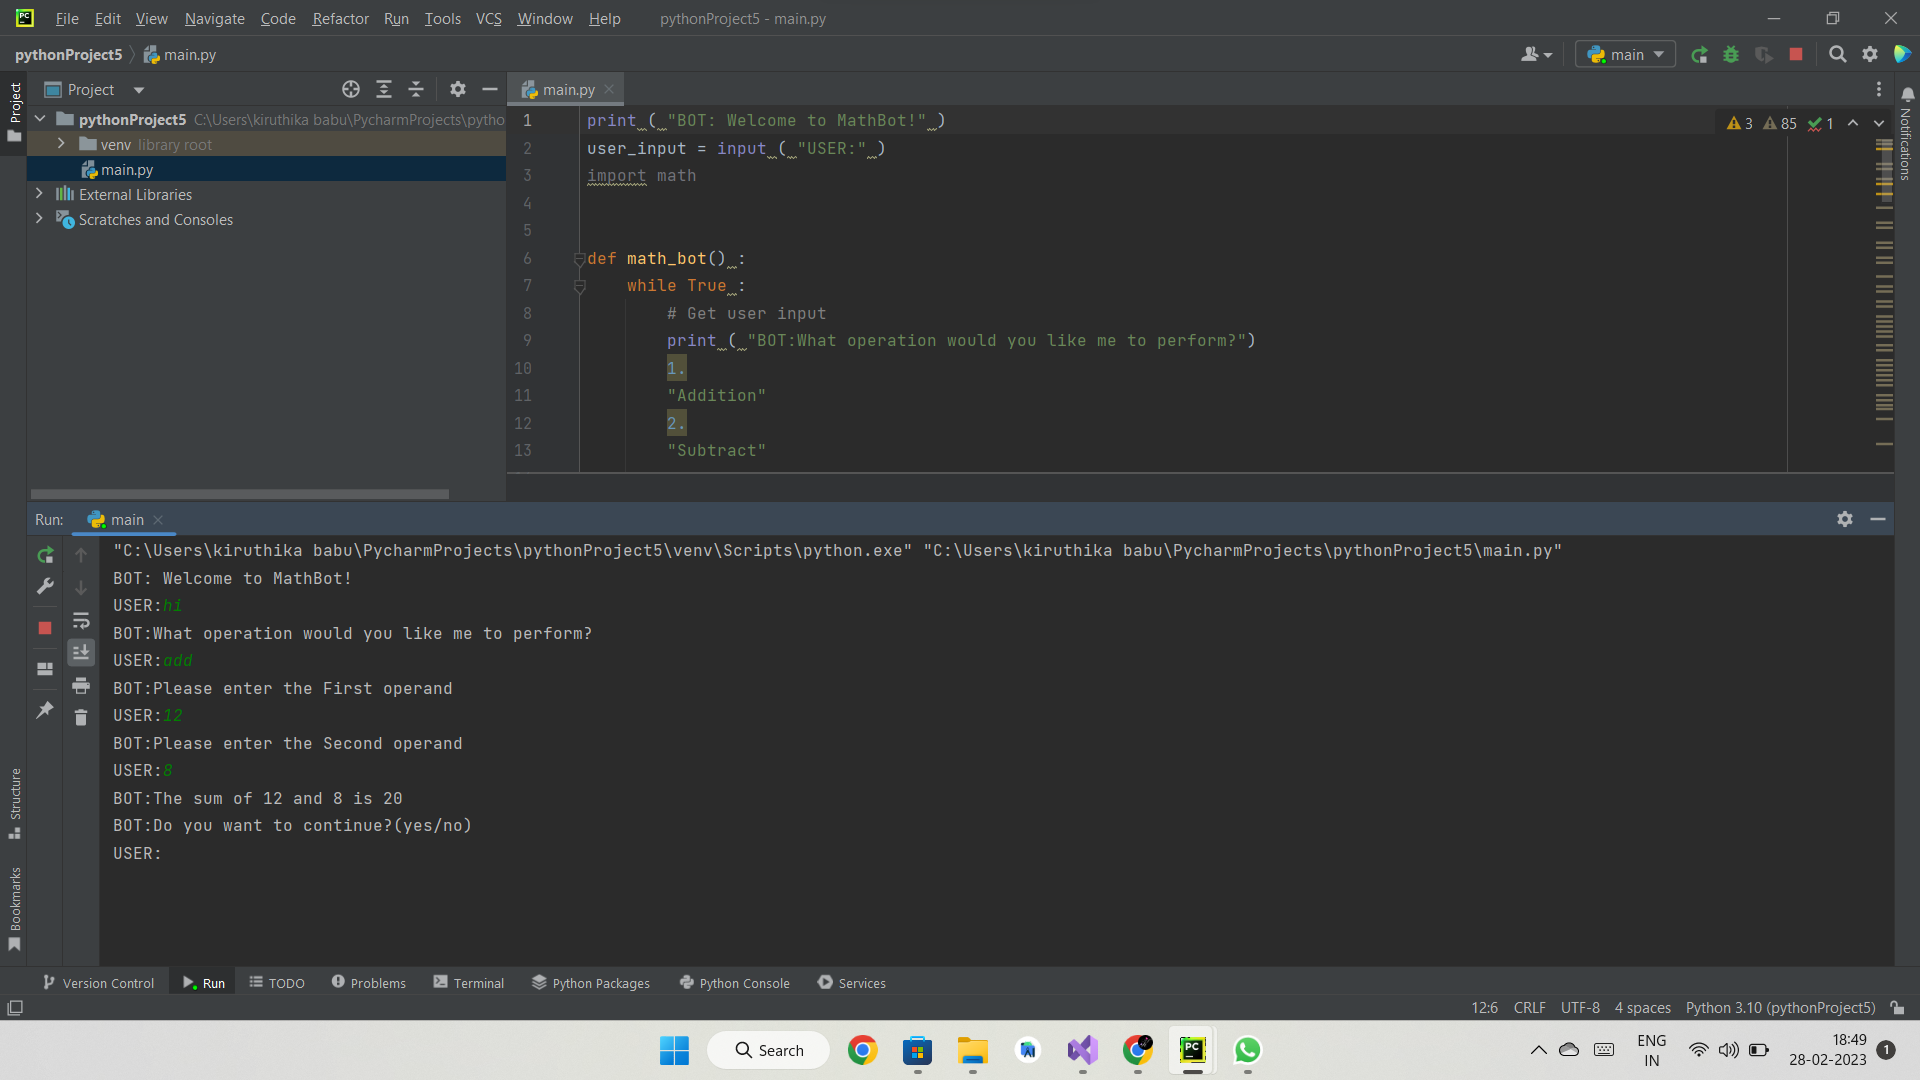 PC File Edit View Navigate Code Refactor Run Tools VCS Window Help pythonProject5 - main.py
pythonProject5 main.py main
Project main.py
pythonProject5 C:\Users\kiruthika babu\PycharmProjects\pytho
venv library root
main.py
External Libraries
Scratches and Consoles
Project
Structure
Bookmarks
Notifications
3 85 1
1 print ( "BOT: Welcome to MathBot!" )
2 user_input = input ( "USER:" )
3 import math
4
5
6 def math_bot() :
7 while True :
8 # Get user input
9 print ( "BOT:What operation would you like me to perform?")
10 1.
11 "Addition"
12 2.
13 "Subtract"
Run: main
"C:\Users\kiruthika babu\PycharmProjects\pythonProject5\venv\Scripts\python.exe" "C:\Users\kiruthika babu\PycharmProjects\pythonProject5\main.py"
BOT: Welcome to MathBot!
USER:hi
BOT:What operation would you like me to perform?
USER:add
BOT:Please enter the First operand
USER:12
BOT:Please enter the Second operand
USER:8
BOT:The sum of 12 and 8 is 20
BOT:Do you want to continue?(yes/no)
USER:
Version Control Run TODO Problems Terminal Python Packages Python Console Services
12:6 CRLF UTF-8 4 spaces Python 3.10 (pythonProject5)
Search PC ENG 18:49
IN 28-02-2023 1